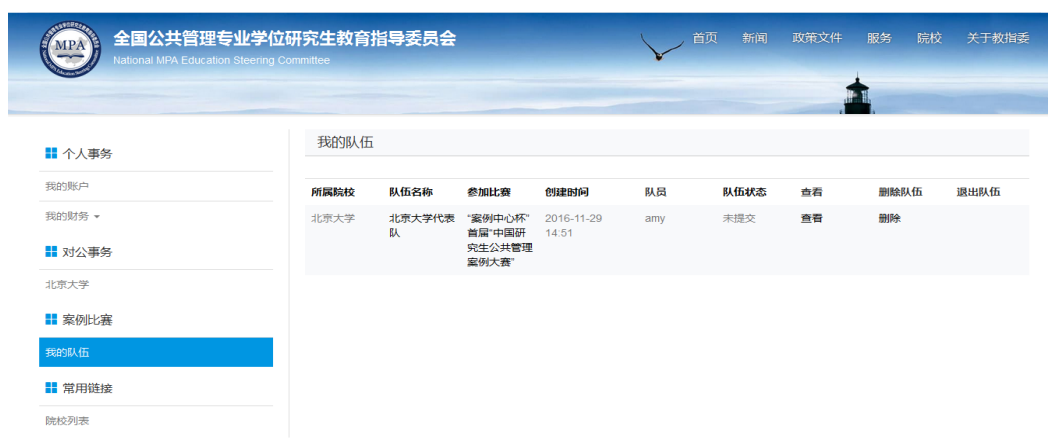 MPA
全国公共管理专业学位研究生教育指导委员会
National MPA Education Steering Committee
首页 新闻 政策文件 服务 院校 关于教指委
个人事务
我的账户
我的财务
对公事务
北京大学
案例比赛
我的队伍
常用链接
院校列表
我的队伍
所属院校 队伍名称 参加比赛 创建时间 队员 队伍状态 查看 删除队伍 退出队伍
北京大学 北京大学代表 “案例中心杯” 2016-11-29 amy 未提交 查看 删除
队 首届“中国研 14:51
究生公共管理
案例大赛”